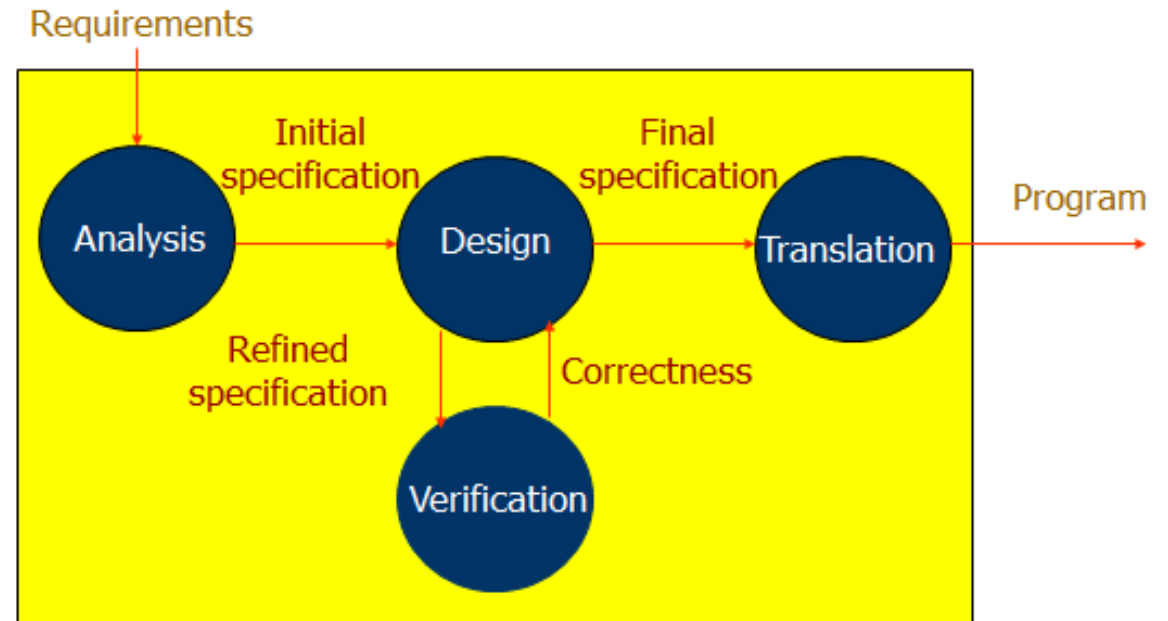 Requirements
Initial
specification
Final
specification
Program
Analysis
Design
Translation
Refined
specification
Correctness
Verification